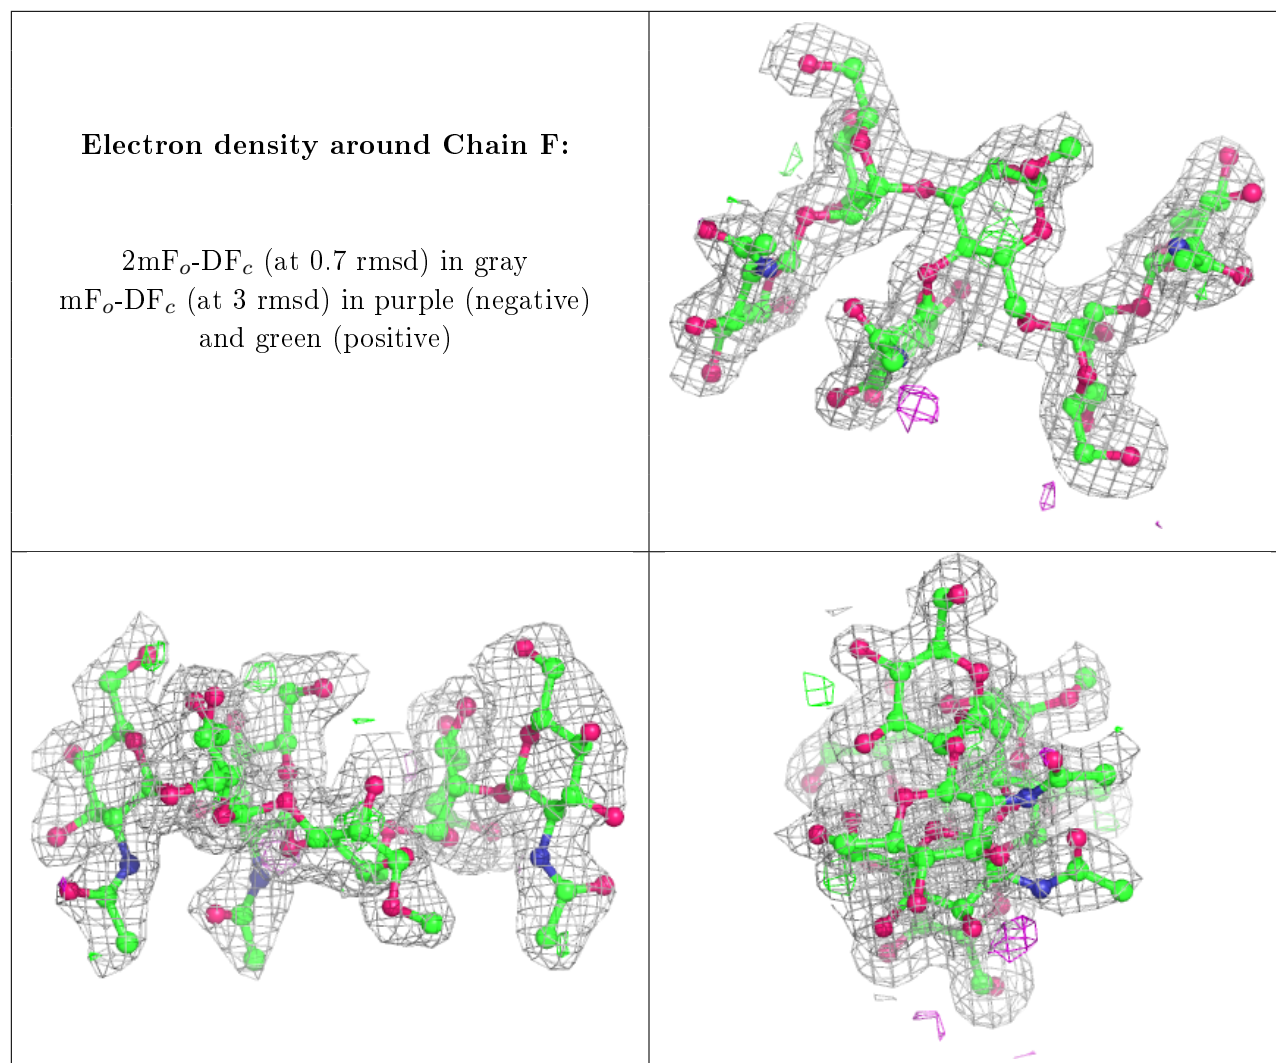 Electron density around Chain F:
2mFₒ-DF𝒸 (at 0.7 rmsd) in gray
mFₒ-DF𝒸 (at 3 rmsd) in purple (negative)
and green (positive)